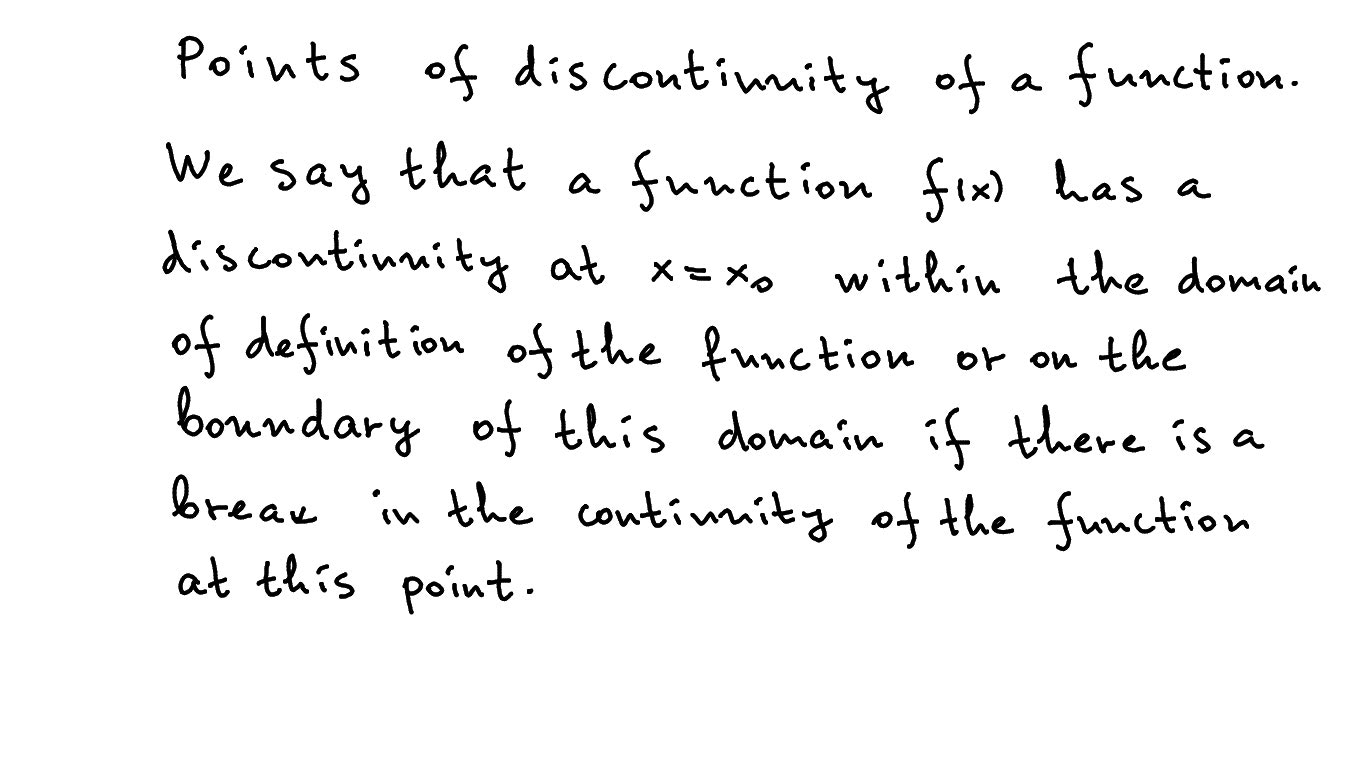 Points of discontinuity of a function.
We say that a function f(x) has a
discontinuity at x = x₀ within the domain
of definition of the function or on the
boundary of this domain if there is a
break in the continuity of the function
at this point.